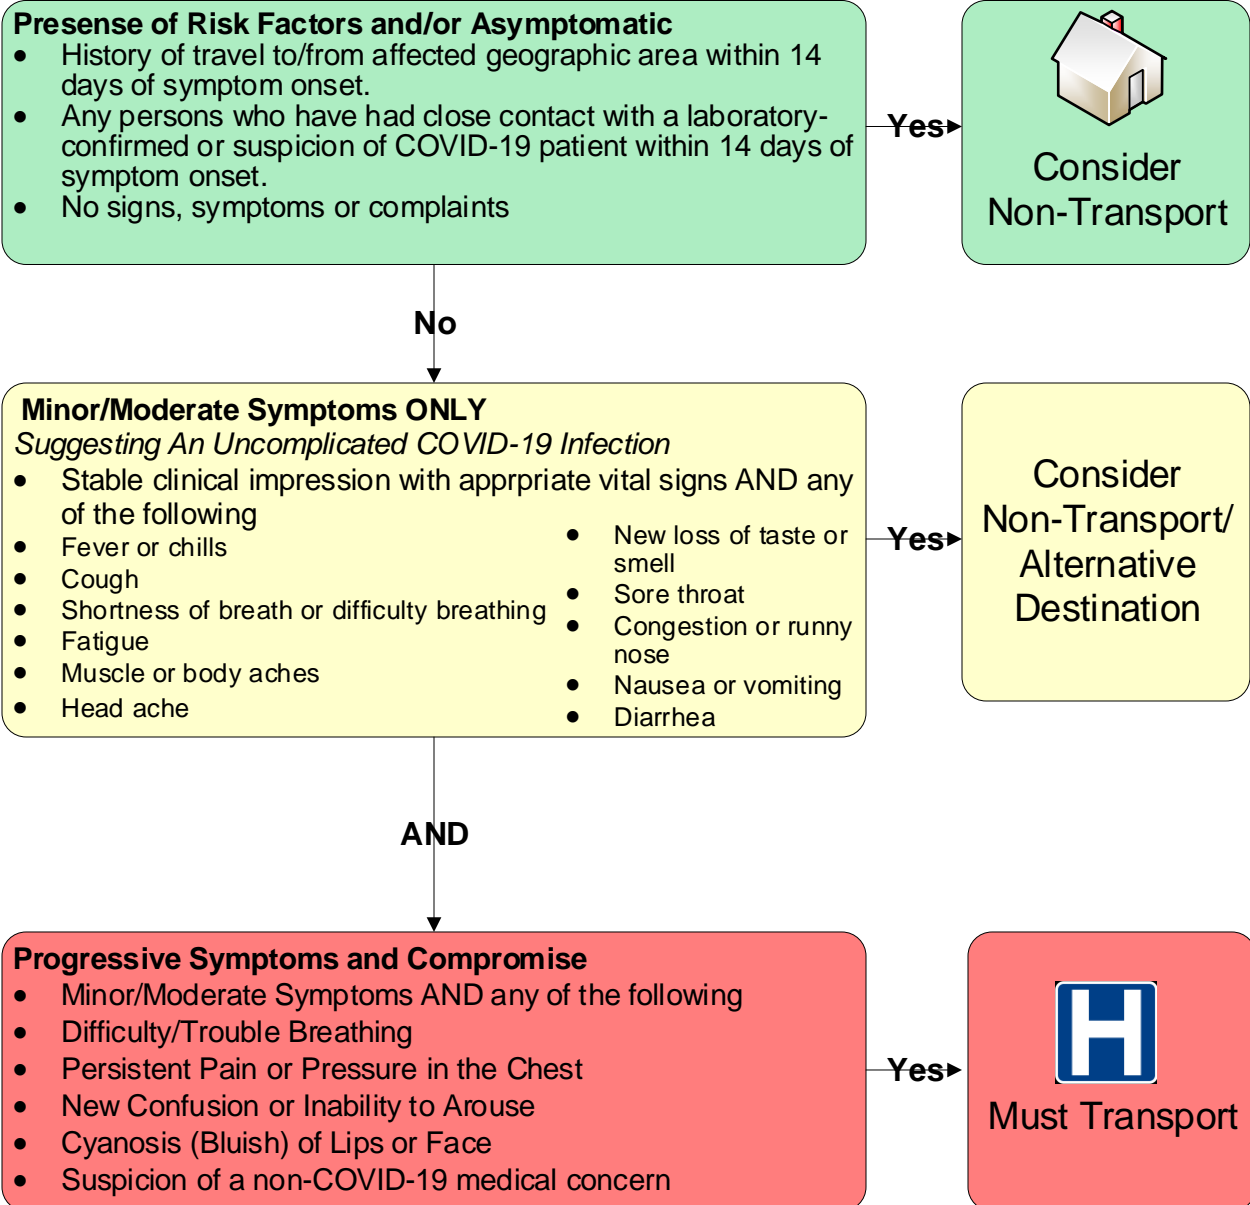 Presense of Risk Factors and/or Asymptomatic
• History of travel to/from affected geographic area within 14
days of symptom onset.
• Any persons who have had close contact with a laboratory-
confirmed or suspicion of COVID-19 patient within 14 days of
symptom onset.
• No signs, symptoms or complaints
Yes
Consider
Non-Transport
No
Minor/Moderate Symptoms ONLY
Suggesting An Uncomplicated COVID-19 Infection
• Stable clinical impression with apprpriate vital signs AND any
of the following
• Fever or chills
• Cough
• Shortness of breath or difficulty breathing
• Fatigue
• Muscle or body aches
• Head ache
• New loss of taste or
smell
• Sore throat
• Congestion or runny
nose
• Nausea or vomiting
• Diarrhea
Yes
Consider
Non-Transport/
Alternative
Destination
AND
Progressive Symptoms and Compromise
• Minor/Moderate Symptoms AND any of the following
• Difficulty/Trouble Breathing
• Persistent Pain or Pressure in the Chest
• New Confusion or Inability to Arouse
• Cyanosis (Bluish) of Lips or Face
• Suspicion of a non-COVID-19 medical concern
Yes
H
Must Transport